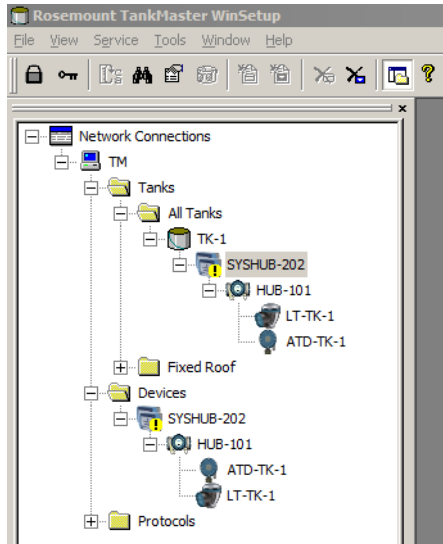 Rosemount TankMaster WinSetup
File View Service Tools Window Help
Network Connections
TM
Tanks
All Tanks
TK-1
SYSHUB-202
HUB-101
LT-TK-1
ATD-TK-1
Fixed Roof
Devices
SYSHUB-202
HUB-101
ATD-TK-1
LT-TK-1
Protocols